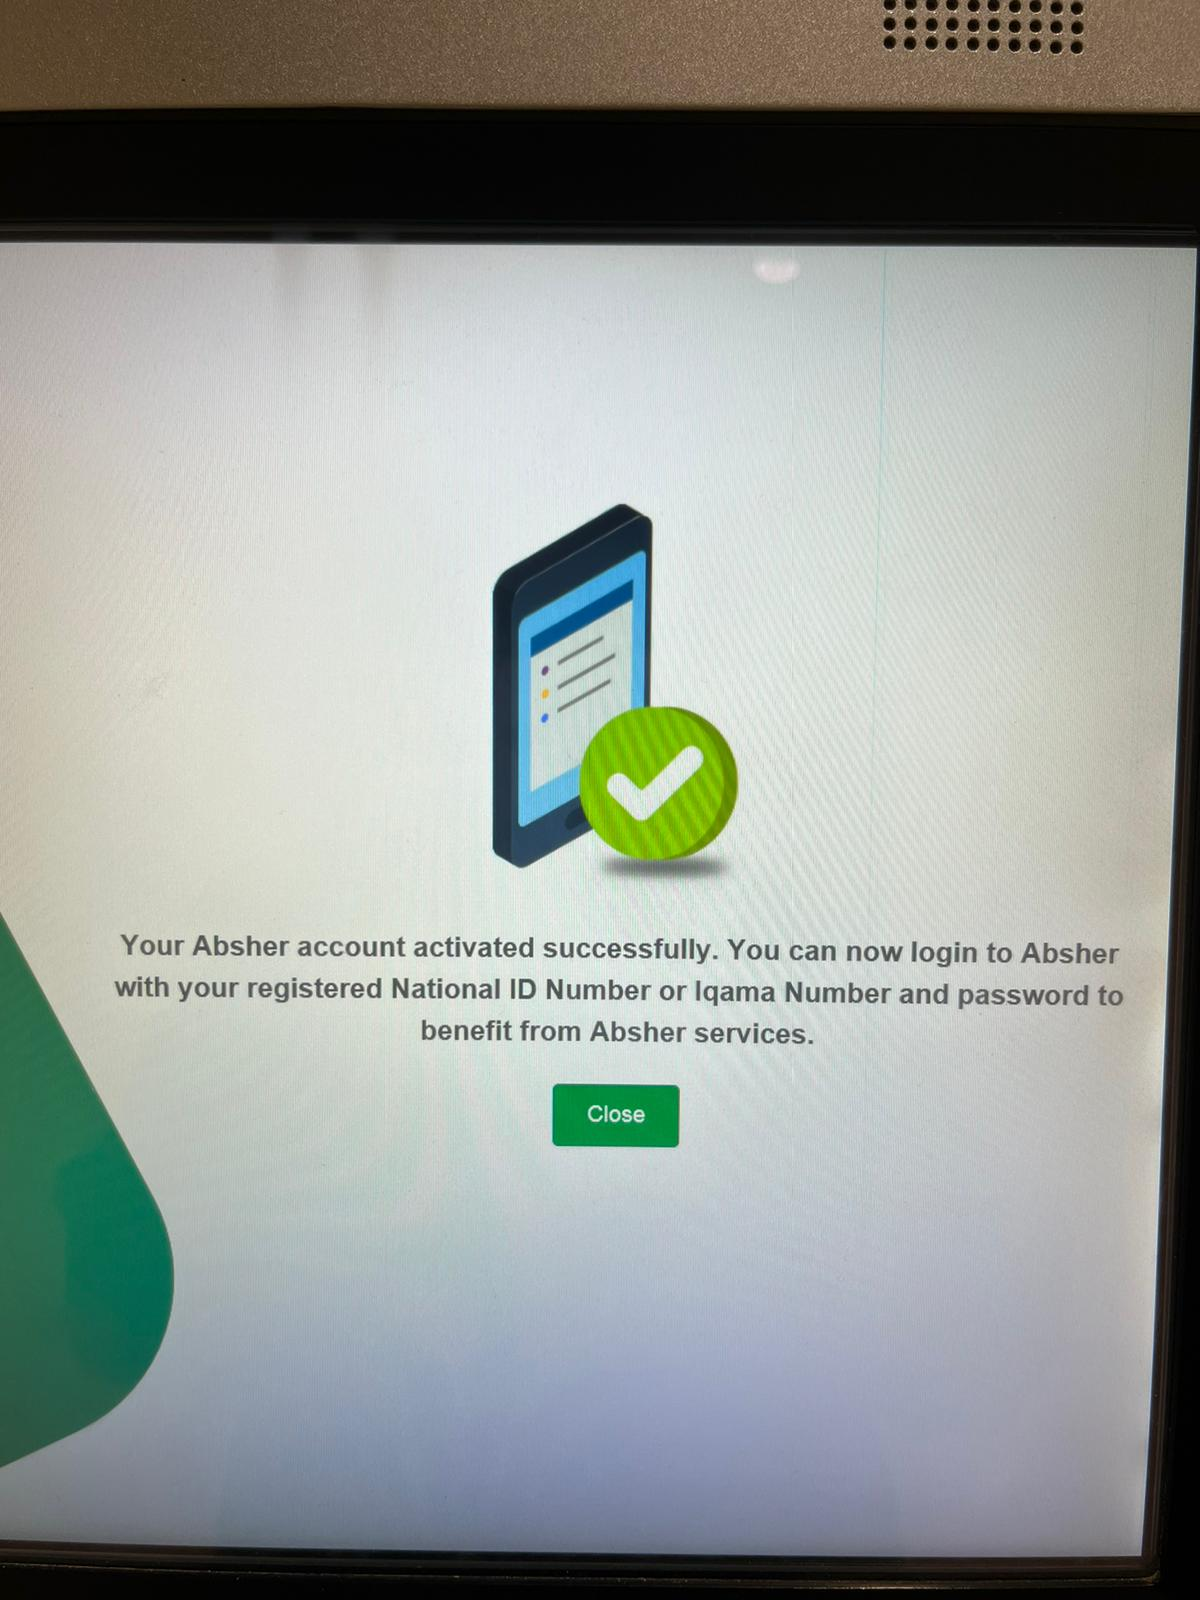 Your Absher account activated successfully. You can now login to Absher
with your registered National ID Number or Iqama Number and password to
benefit from Absher services.
Close